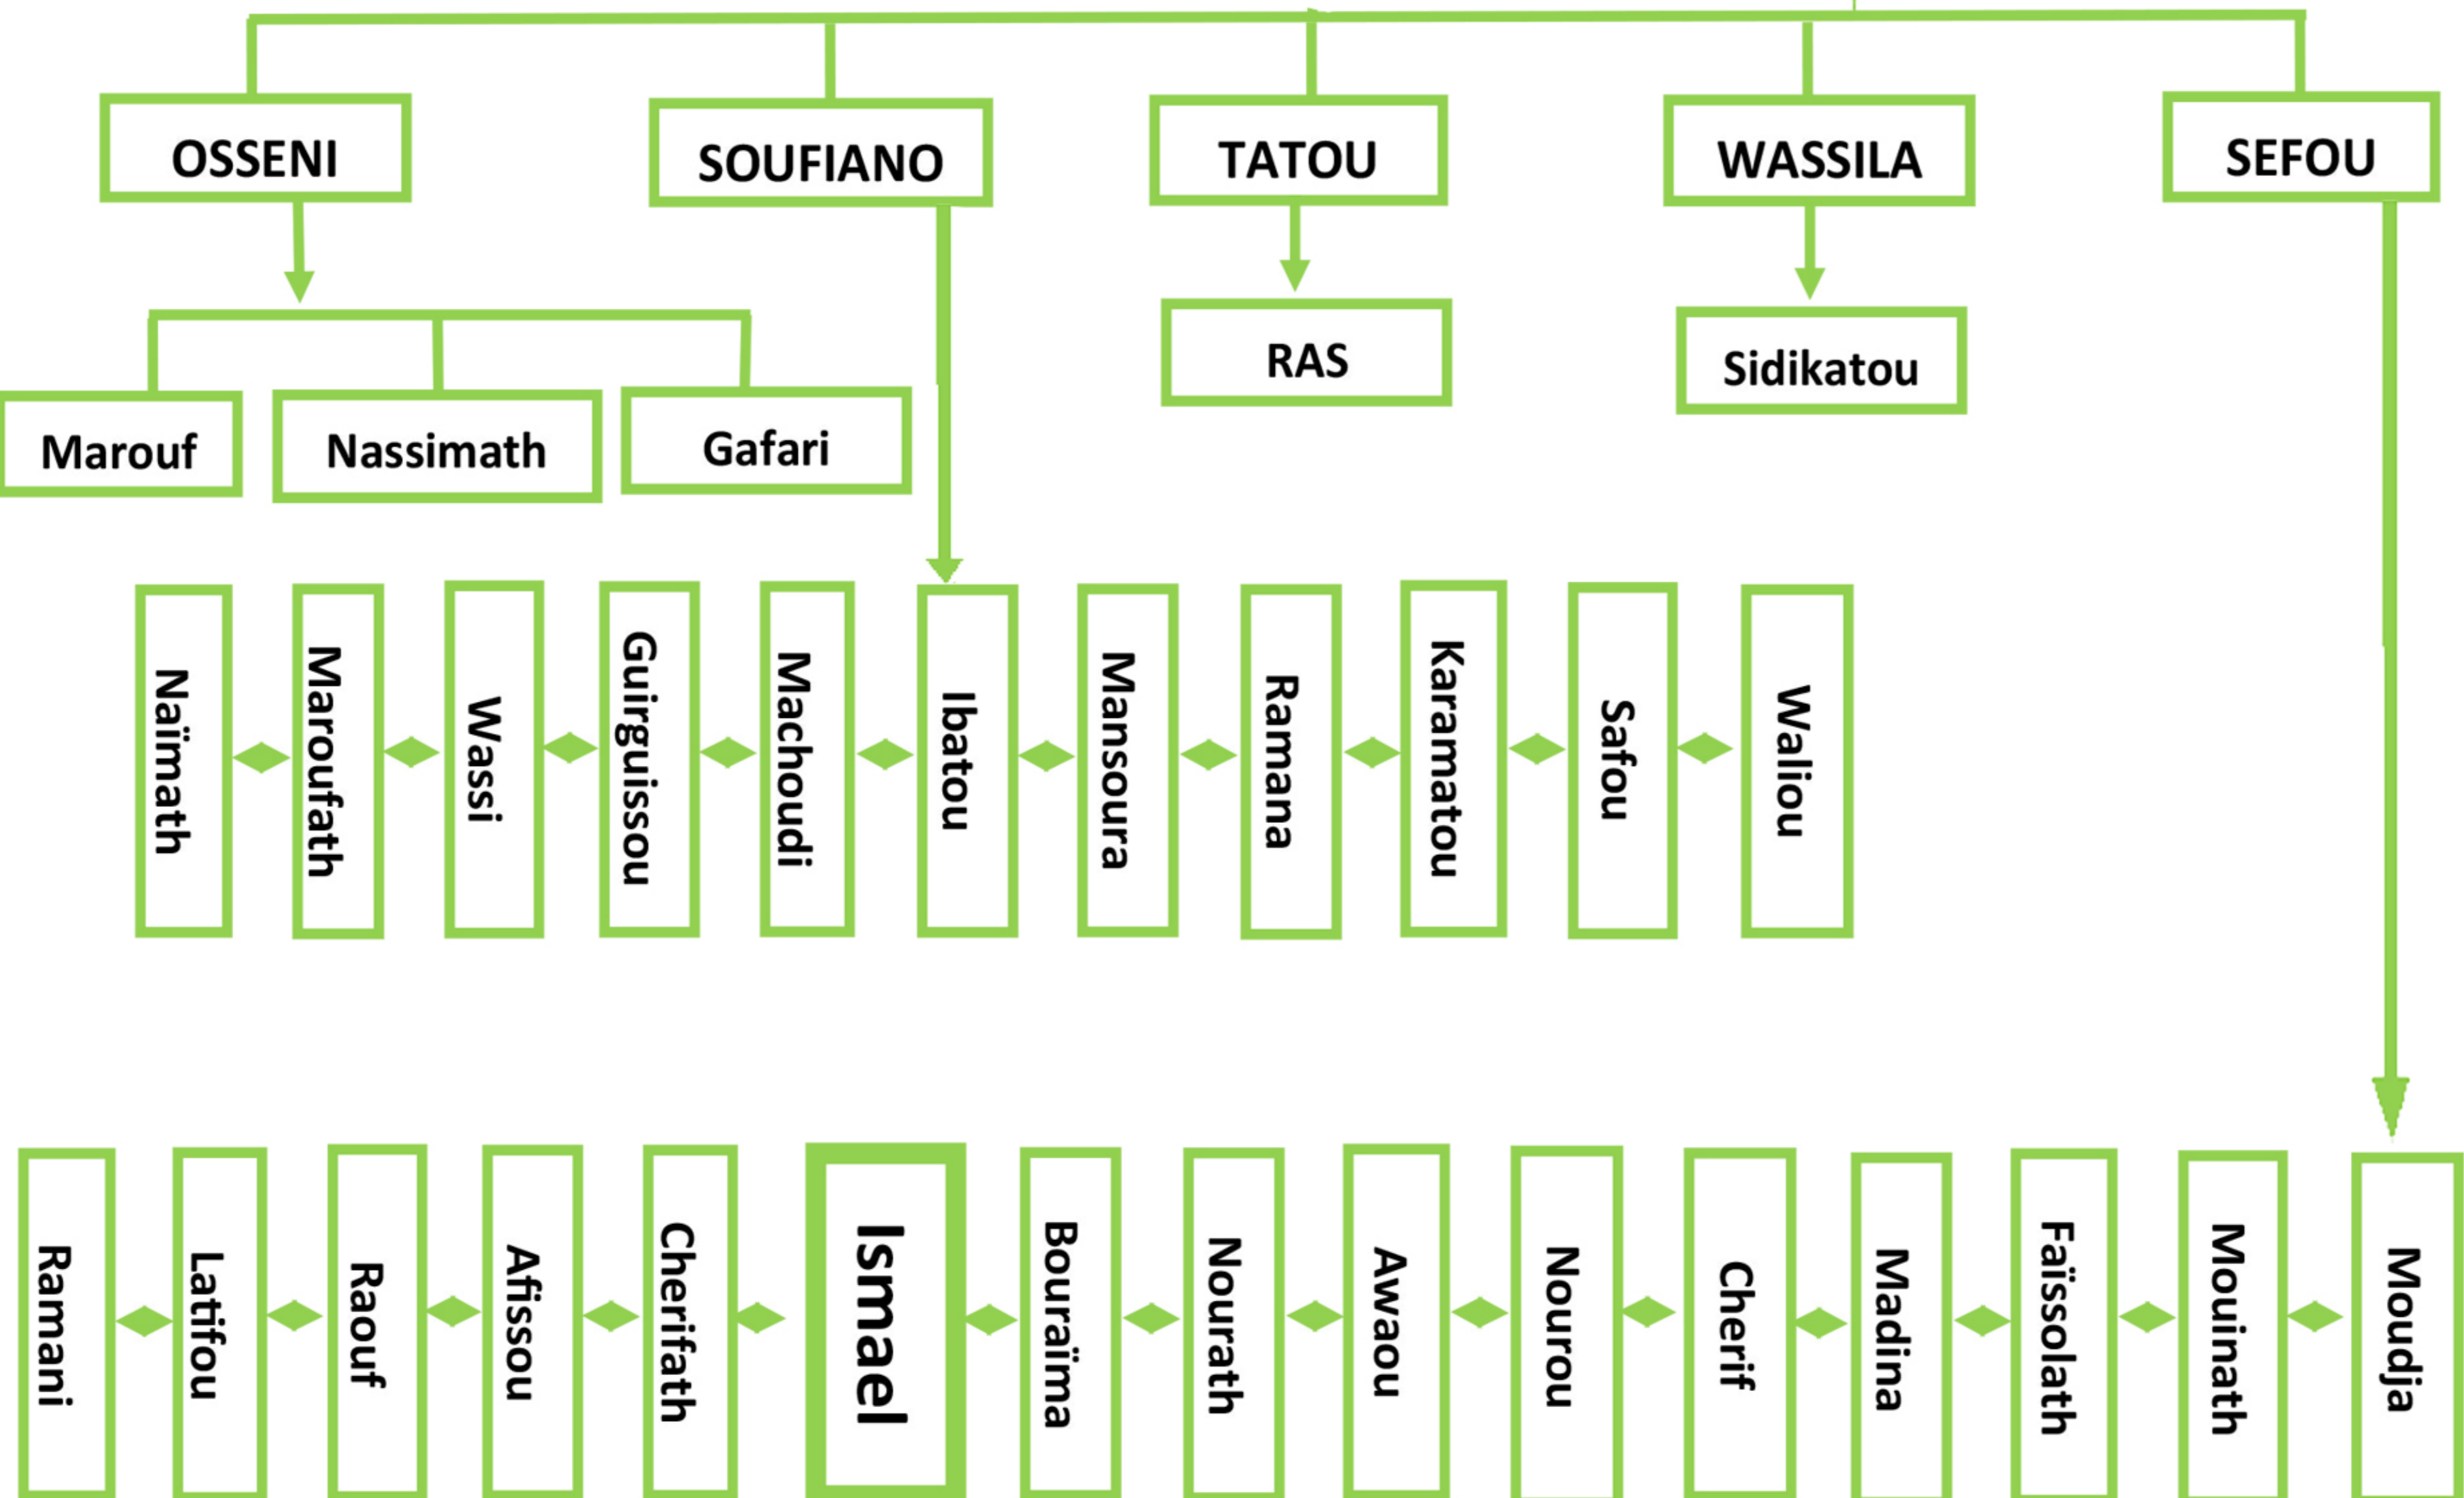 OSSENI
SOUFIANO
TATOU
WASSILA
SEFOU
RAS
Sidikatou
Marouf
Nassimath
Gafari
Naïmath
Maroufath
Wassi
Guirguissou
Machoudi
Ibatou
Mansoura
Ramana
Karamatou
Safou
Waliou
Ramani
Latifou
Raouf
Afissou
Cherifath
Ismael
Bouraïma
Nourath
Awaou
Nourou
Cherif
Madina
Faïssolath
Mouinath
Moudja